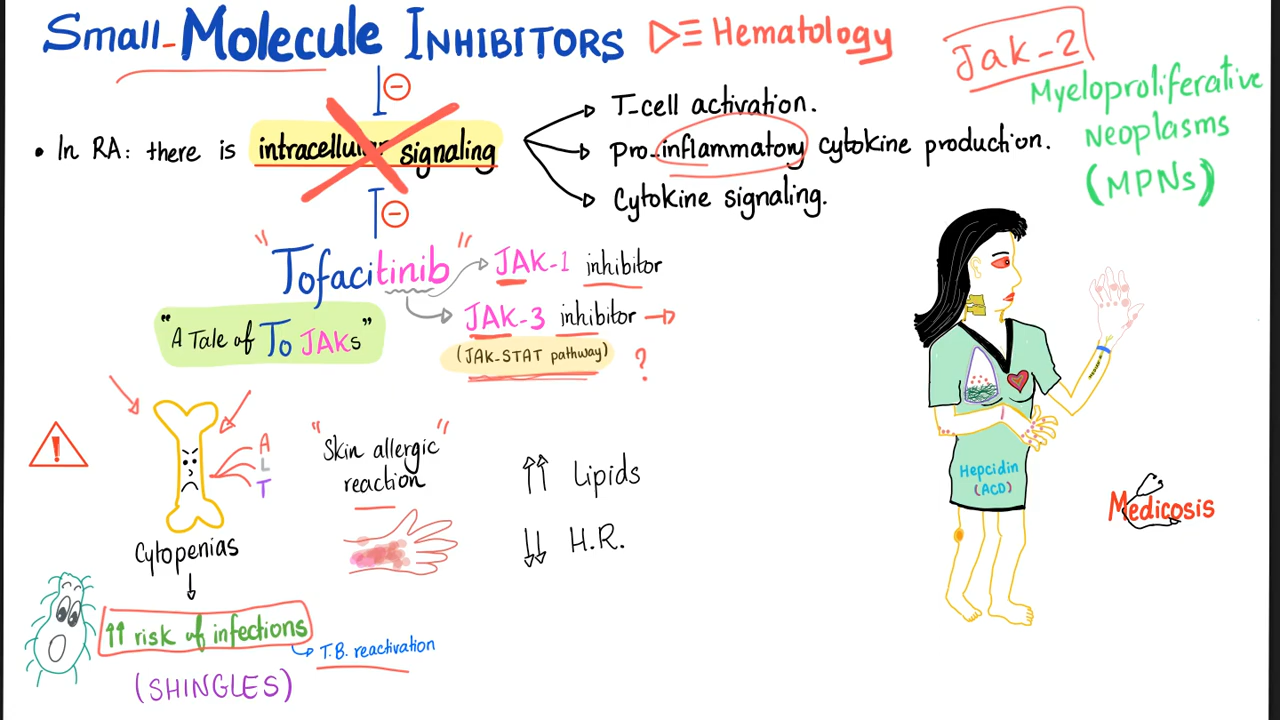 Small-Molecule INHIBITORS ▷≡ Hematology
Jak-2
Myeloproliferative
Neoplasms
(MPNs)
• In RA: there is intracellular signaling
T-cell activation.
pro-inflammatory cytokine production.
Cytokine signaling.
"Tofacitinib"
JAK-1 inhibitor
JAK-3 inhibitor
(JAK-STAT pathway) ?
"A Tale of To JAKs"
A
L
T
Cytopenias
↑↑ risk of infections
T.B. reactivation
(SHINGLES)
"Skin allergic"
reaction
↑↑ Lipids
↓↓ H.R.
Hepcidin
(ACD)
Medicosis